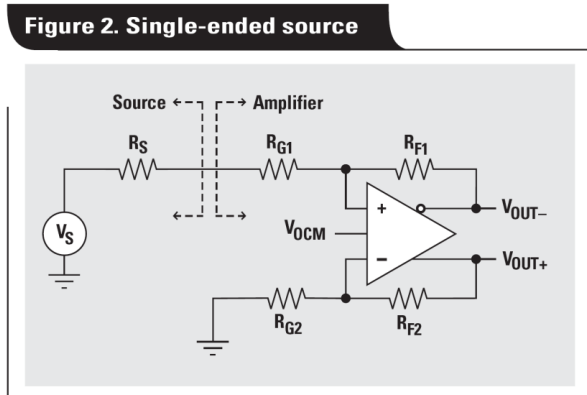 Figure 2. Single-ended source
Source Amplifier
RS RG1 RF1
VS
VOCM
+
−
VOUT−
VOUT+
RG2 RF2